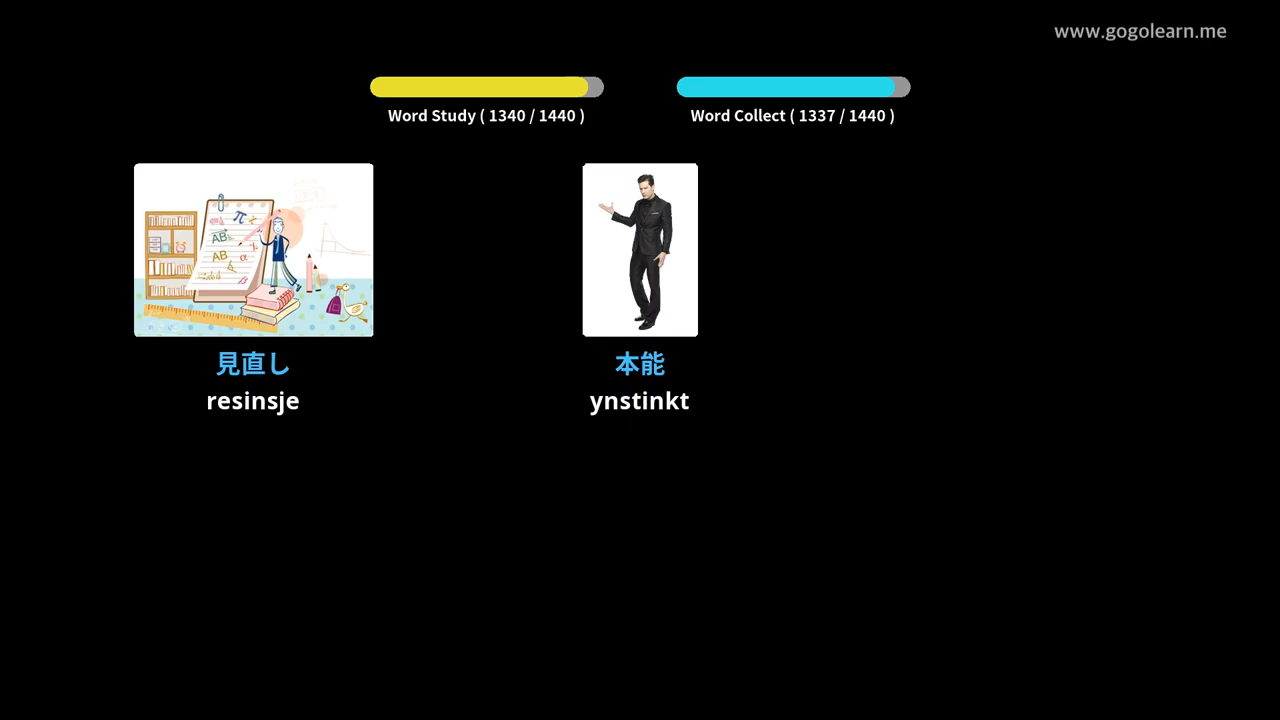 www.gogolearn.me
Word Study ( 1340 / 1440 )
Word Collect ( 1337 / 1440 )
見直し
resinsje
本能
ynstinkt